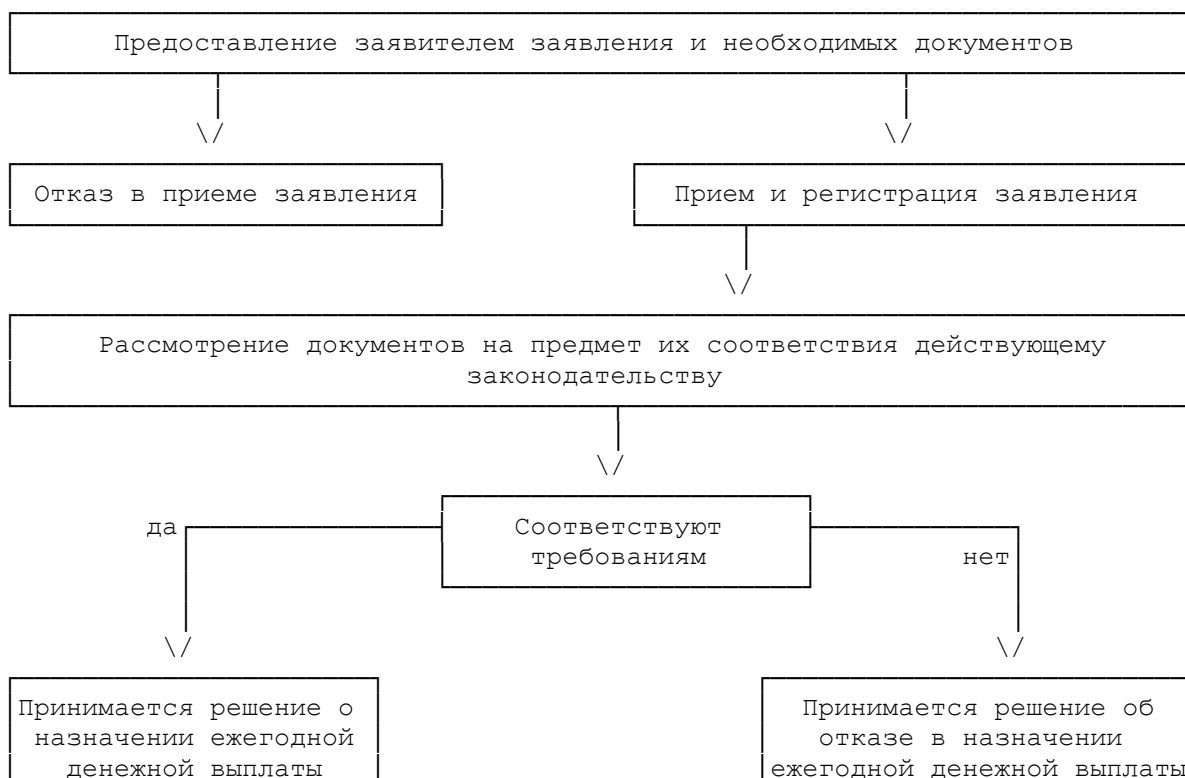 Предоставление заявителем заявления и необходимых документов
Отказ в приеме заявления
Прием и регистрация заявления
Рассмотрение документов на предмет их соответствия действующему
законодательству
да
Соответствуют
требованиям
нет
Принимается решение о
назначении ежегодной
денежной выплаты
Принимается решение об
отказе в назначении
ежегодной денежной выплаты